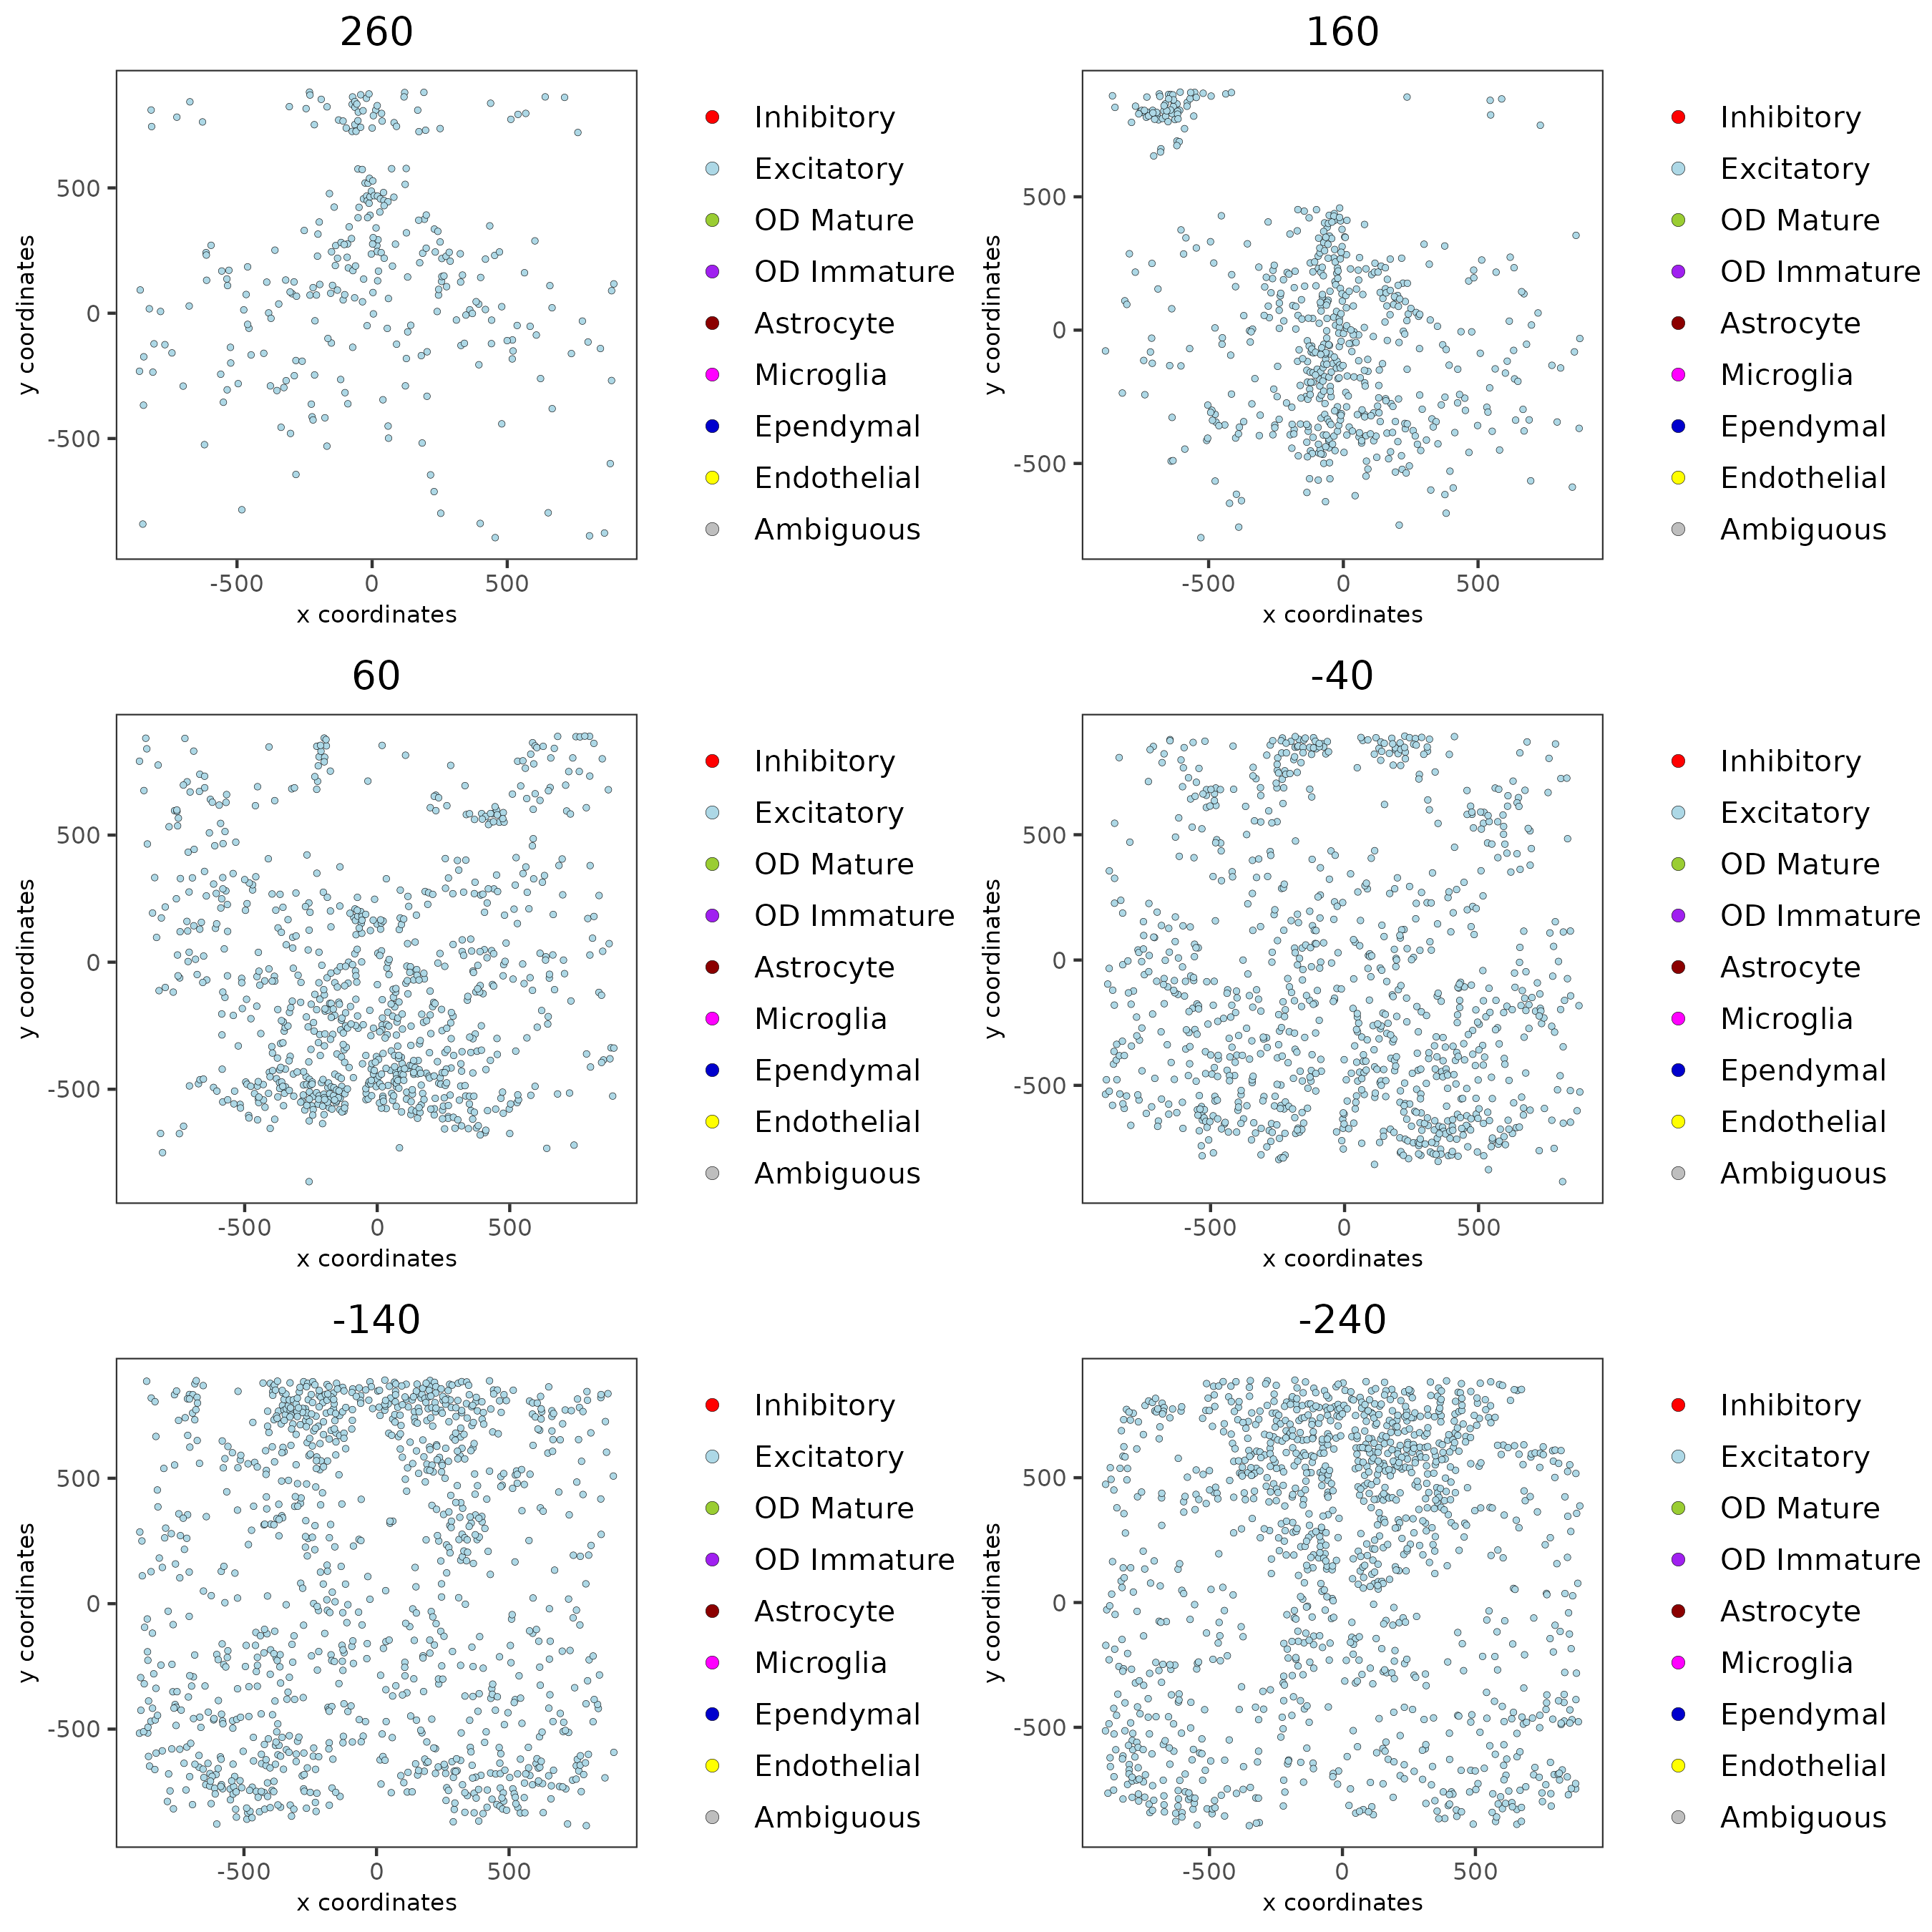 260
500
0
-500
-500 0 500
x coordinates
y coordinates
Inhibitory
Excitatory
OD Mature
OD Immature
Astrocyte
Microglia
Ependymal
Endothelial
Ambiguous
160
500
0
-500
-500 0 500
x coordinates
y coordinates
Inhibitory
Excitatory
OD Mature
OD Immature
Astrocyte
Microglia
Ependymal
Endothelial
Ambiguous
60
500
0
-500
-500 0 500
x coordinates
y coordinates
Inhibitory
Excitatory
OD Mature
OD Immature
Astrocyte
Microglia
Ependymal
Endothelial
Ambiguous
-40
500
0
-500
-500 0 500
x coordinates
y coordinates
Inhibitory
Excitatory
OD Mature
OD Immature
Astrocyte
Microglia
Ependymal
Endothelial
Ambiguous
-140
500
0
-500
-500 0 500
x coordinates
y coordinates
Inhibitory
Excitatory
OD Mature
OD Immature
Astrocyte
Microglia
Ependymal
Endothelial
Ambiguous
-240
500
0
-500
-500 0 500
x coordinates
y coordinates
Inhibitory
Excitatory
OD Mature
OD Immature
Astrocyte
Microglia
Ependymal
Endothelial
Ambiguous